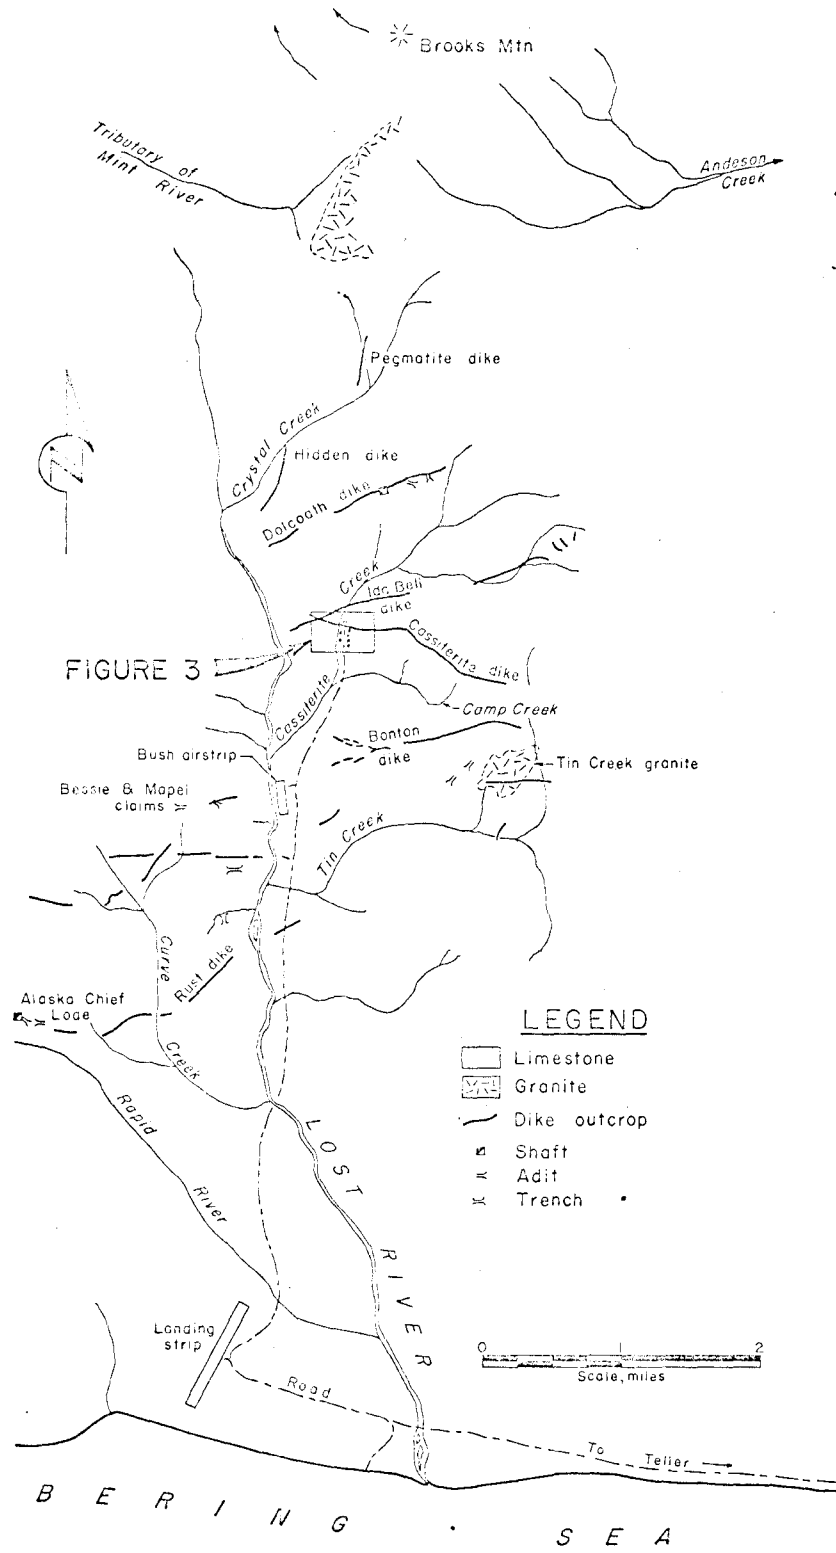 Brooks Mtn
Tributary of
Mint River
Andeson
Creek
Pegmatite dike
Crystal Creek
Hidden dike
Dolcoath dike
N
Creek
Ida Bell
dike
Cassiterite dike
FIGURE 3
Cassiterite
Camp Creek
Bonton
dike
Bush airstrip
Tin Creek granite
Bessie & Mapel
claims
Tin Creek
Curve
Rust dike
Alaska Chief
Lode
Creek
LEGEND
Limestone
Granite
Dike outcrop
Shaft
Adit
Trench
Rapid
River
LOST
RIVER
Landing
strip
0 1 2
Scale, miles
Road
To
Teller
BERING SEA